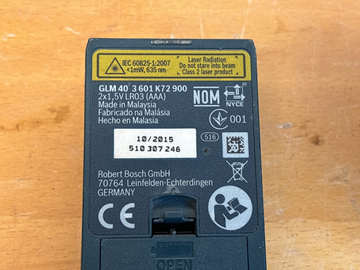 IEC 60825-1:2007
<1mW, 635 nm
Laser Radiation
Do not stare into beam
Class 2 laser product
GLM 40 3 601 K72 900
2x1,5V LR03 (AAA)
Made in Malaysia
Fabricado na Malásia
Hecho en Malasia
NOM
NYCE
001
10/2015
510 307 246
516
Robert Bosch GmbH
70764 Leinfelden-Echterdingen
GERMANY
CE
OPEN